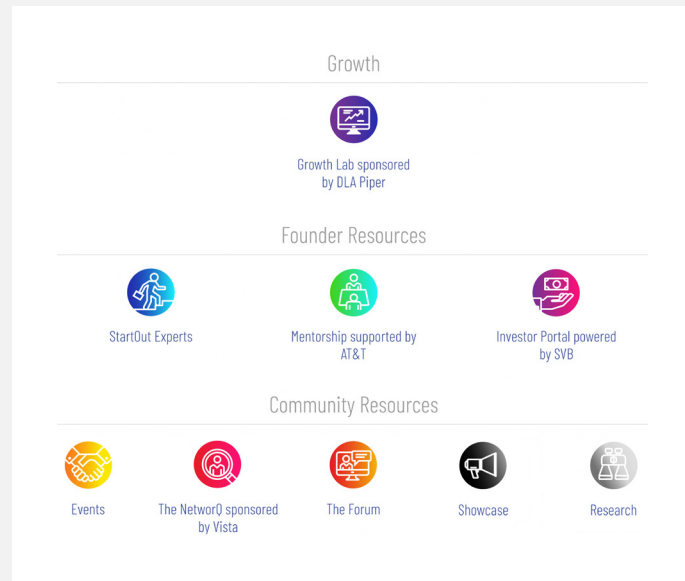 Growth
Growth Lab sponsored
by DLA Piper
Founder Resources
StartOut Experts
Mentorship supported by
AT&T
Investor Portal powered
by SVB
Community Resources
Events
The NetworQ sponsored
by Vista
The Forum
Showcase
Research